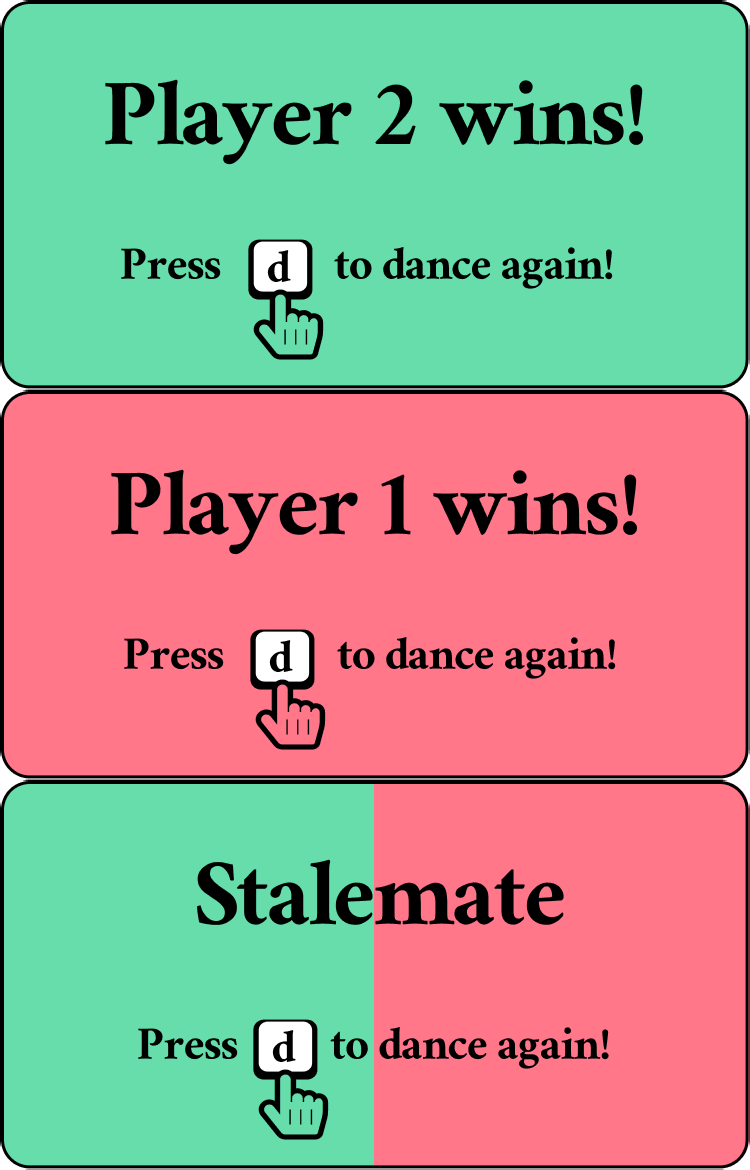 Player 2 wins!
Press d to dance again!
Player 1 wins!
Press d to dance again!
Stalemate
Press d to dance again!